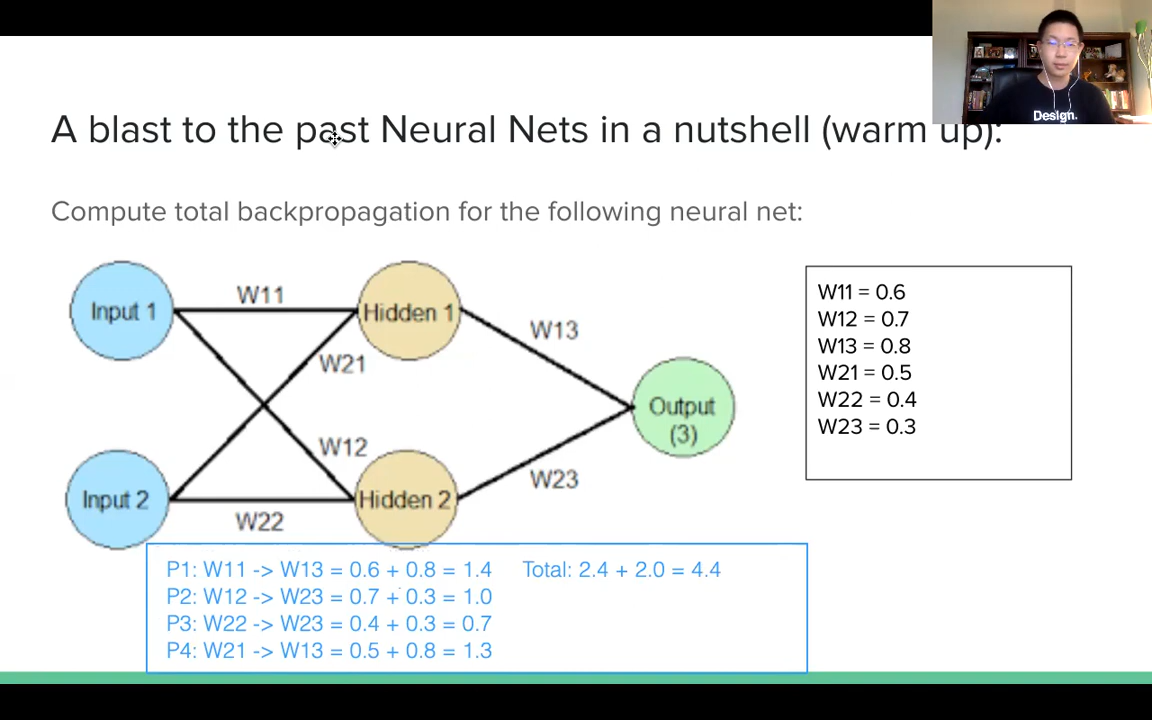 Design.
A blast to the past Neural Nets in a nutshell (warm up):
Compute total backpropagation for the following neural net:
Input 1
W11
Hidden 1
W21
W13
Input 2
W12
W22
Hidden 2
W23
Output
(3)
W11 = 0.6
W12 = 0.7
W13 = 0.8
W21 = 0.5
W22 = 0.4
W23 = 0.3
P1: W11 -> W13 = 0.6 + 0.8 = 1.4 Total: 2.4 + 2.0 = 4.4
P2: W12 -> W23 = 0.7 + 0.3 = 1.0
P3: W22 -> W23 = 0.4 + 0.3 = 0.7
P4: W21 -> W13 = 0.5 + 0.8 = 1.3